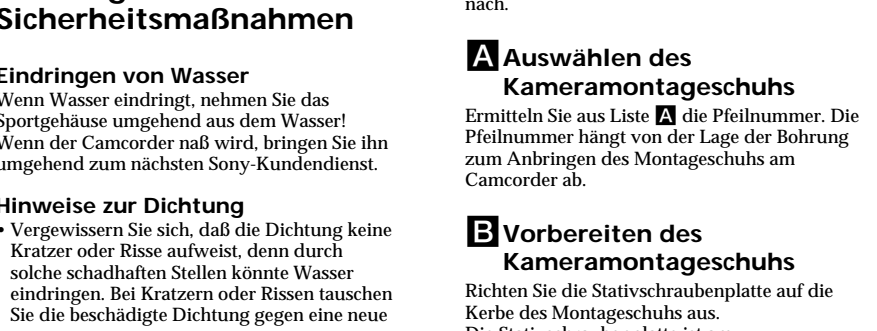 Sicherheitsmaßnahmen
Eindringen von Wasser
Wenn Wasser eindringt, nehmen Sie das
Sportgehäuse umgehend aus dem Wasser!
Wenn der Camcorder naß wird, bringen Sie ihn
umgehend zum nächsten Sony-Kundendienst.
Hinweise zur Dichtung
• Vergewissern Sie sich, daß die Dichtung keine
Kratzer oder Risse aufweist, denn durch
solche schadhaften Stellen könnte Wasser
eindringen. Bei Kratzern oder Rissen tauschen
Sie die beschädigte Dichtung gegen eine neue
nach.
A Auswählen des
Kameramontageschuhs
Ermitteln Sie aus Liste A die Pfeilnummer. Die
Pfeilnummer hängt von der Lage der Bohrung
zum Anbringen des Montageschuhs am
Camcorder ab.
B Vorbereiten des
Kameramontageschuhs
Richten Sie die Stativschraubenplatte auf die
Kerbe des Montageschuhs aus.